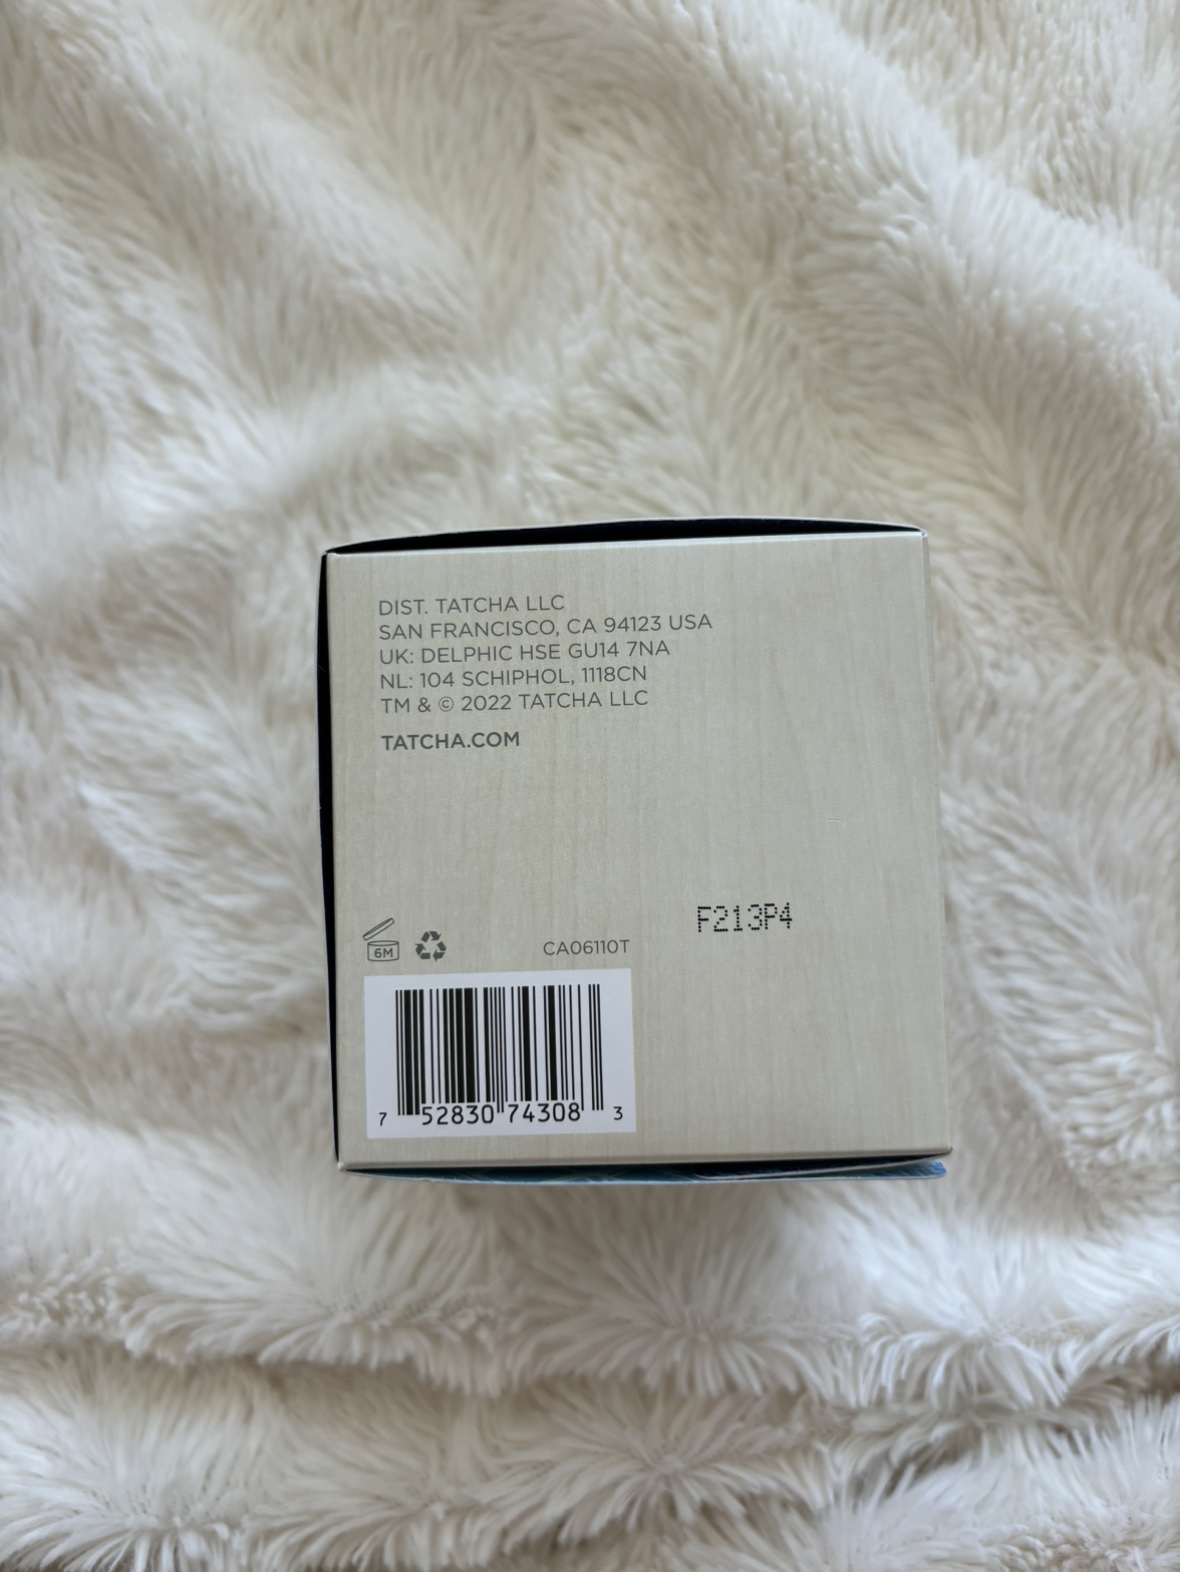 DIST. TATCHA LLC
SAN FRANCISCO, CA 94123 USA
UK: DELPHIC HSE GU14 7NA
NL: 104 SCHIPHOL, 1118CN
TM & © 2022 TATCHA LLC
TATCHA.COM
F213P4
6M CA06110T
7 52830 74308 3